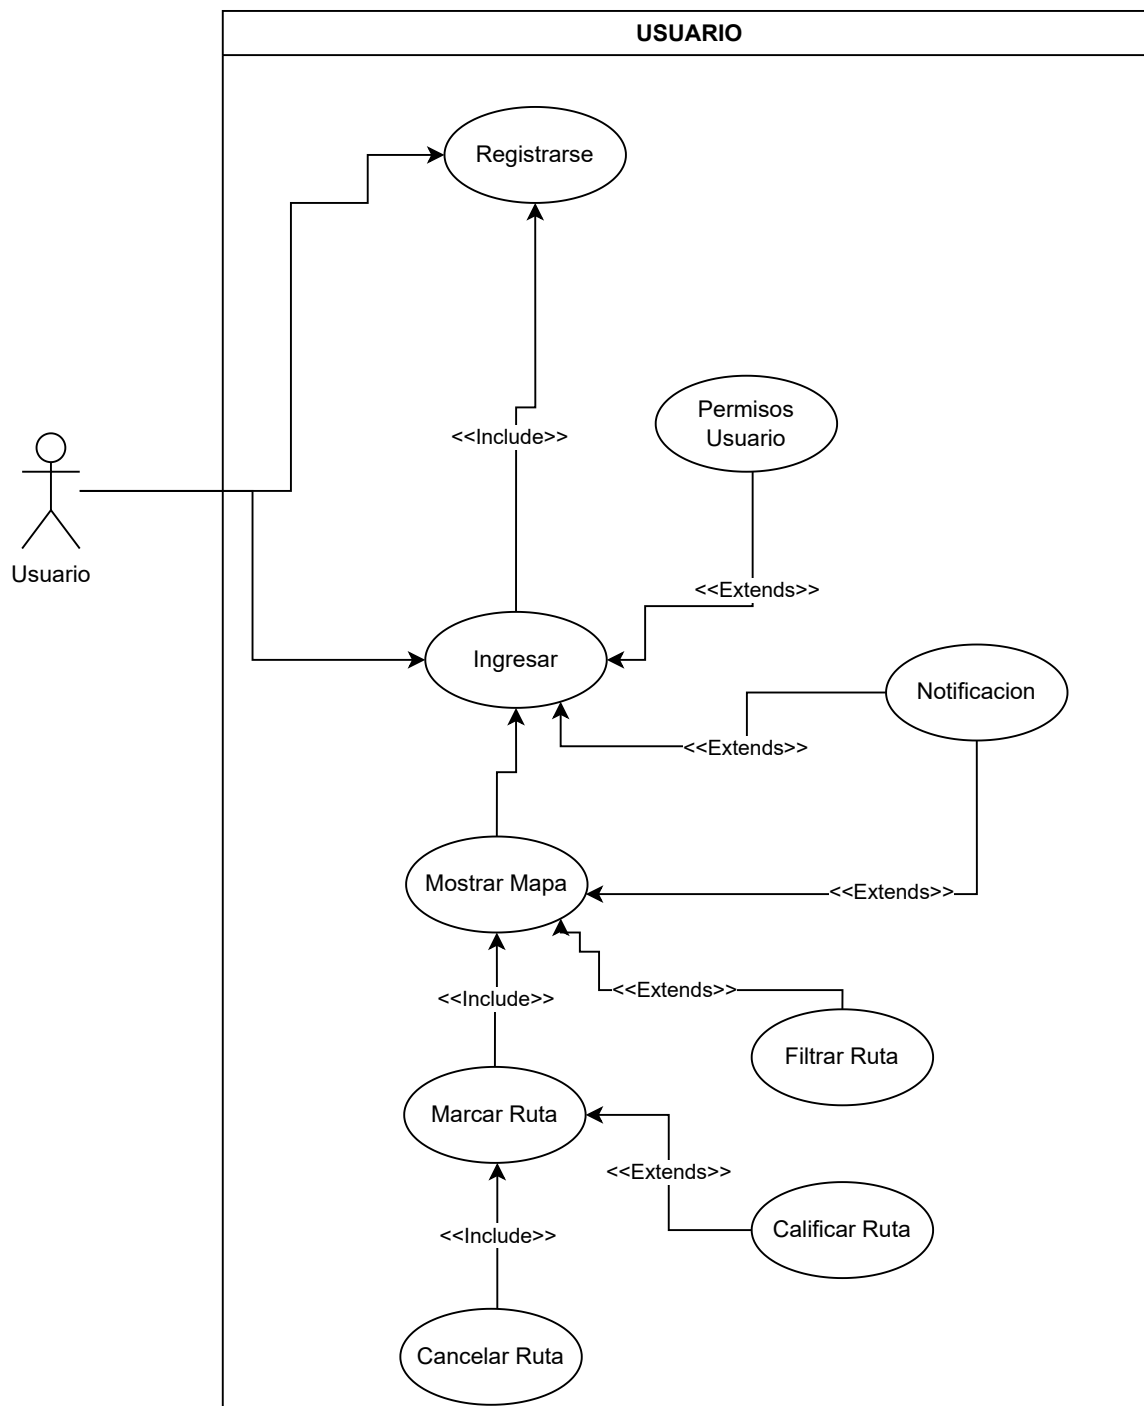 USUARIO
Registrarse
<<Include>>
Permisos
Usuario
Usuario
<<Extends>>
Ingresar
Notificacion
<<Extends>>
Mostrar Mapa
<<Extends>>
<<Include>>
<<Extends>>
Filtrar Ruta
Marcar Ruta
<<Extends>>
Calificar Ruta
<<Include>>
Cancelar Ruta